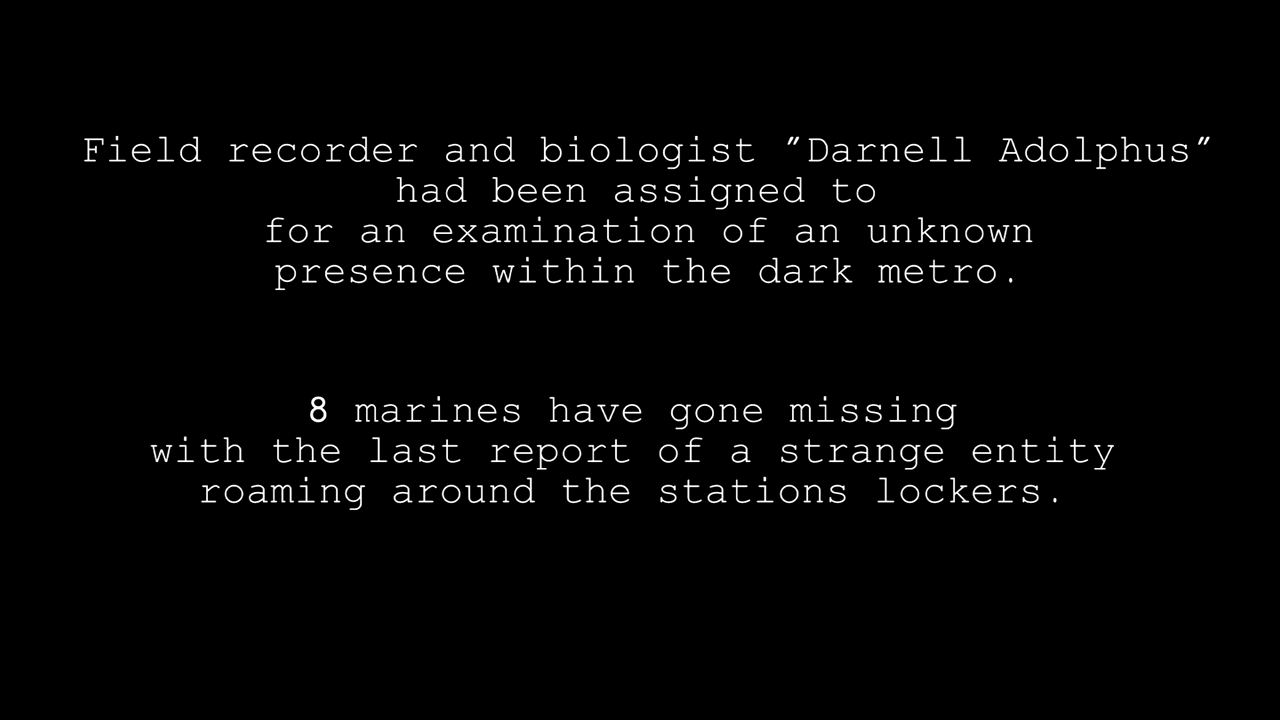 Field recorder and biologist "Darnell Adolphus"
had been assigned to
for an examination of an unknown
presence within the dark metro.
8 marines have gone missing
with the last report of a strange entity
roaming around the stations lockers.